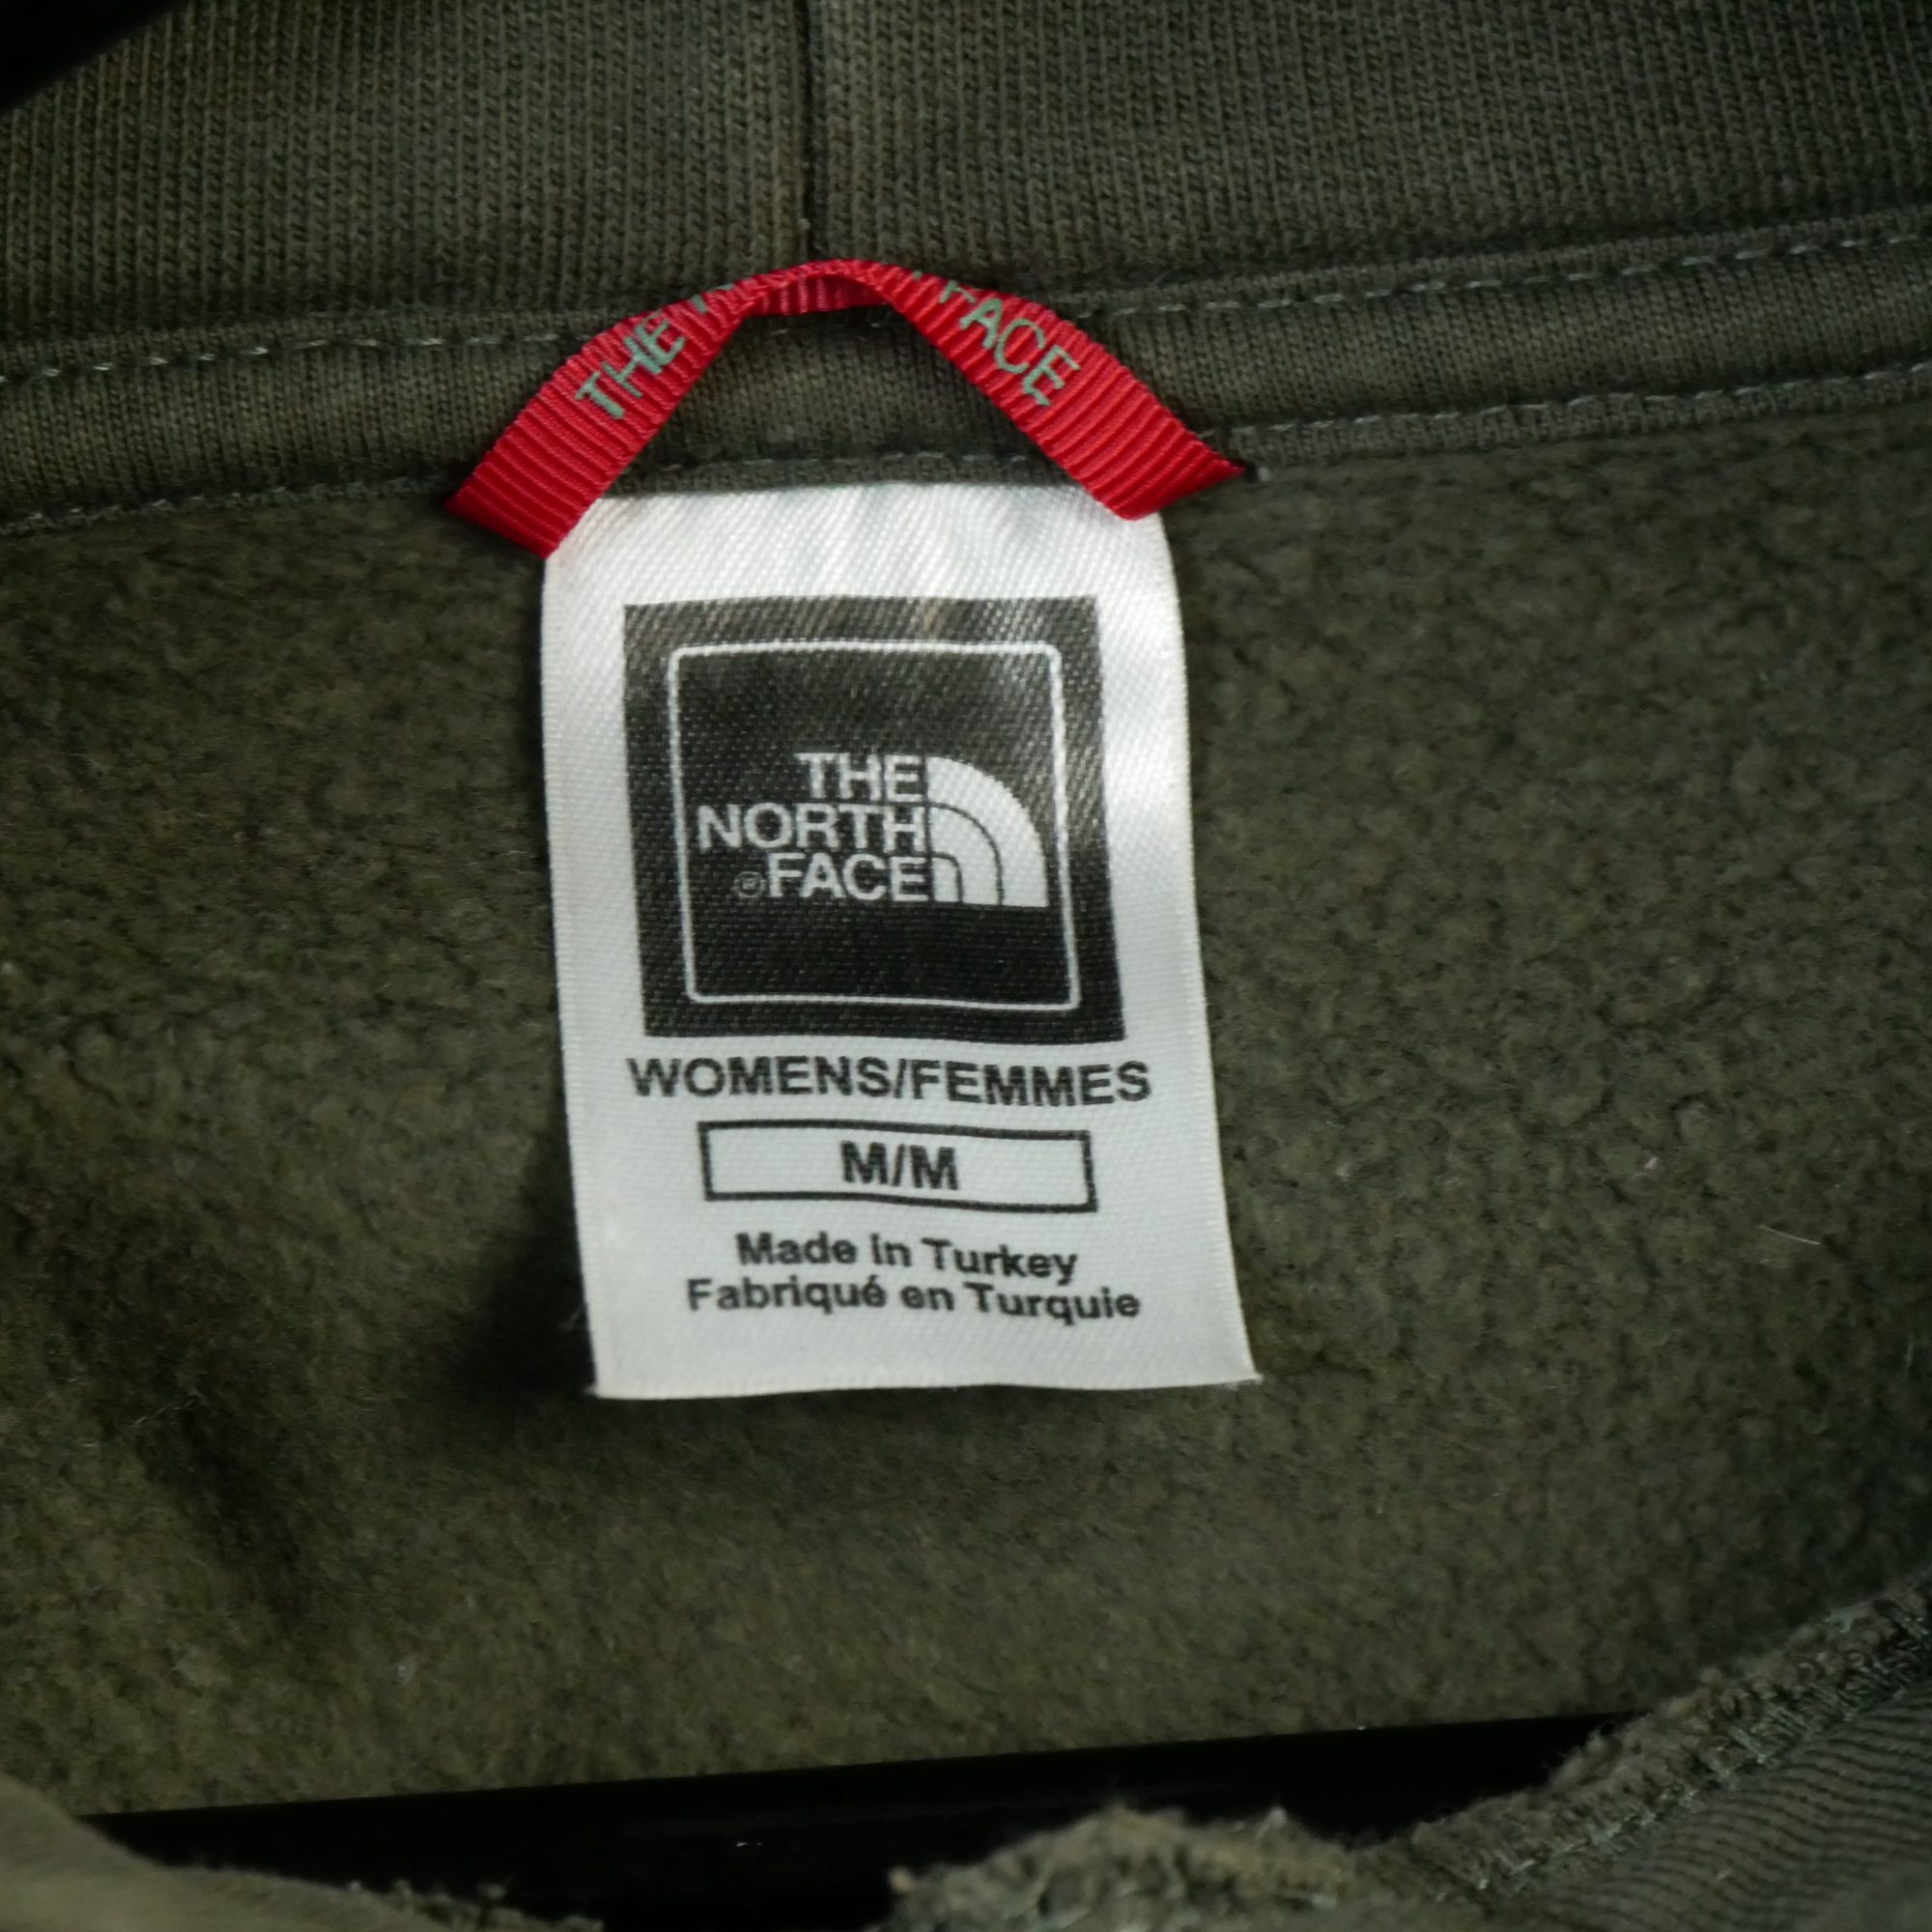 THE
FACE
THE
NORTH
®FACE
WOMENS/FEMMES
M/M
Made in Turkey
Fabriqué en Turquie